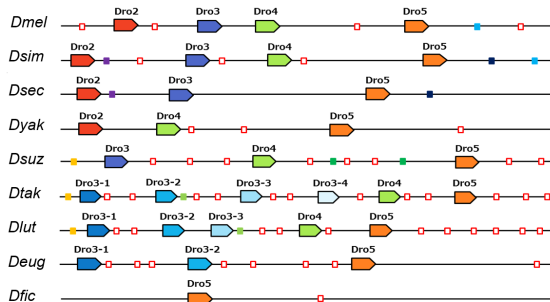 Dmel Dro2 Dro3 Dro4 Dro5
Dsim Dro2 Dro3 Dro4 Dro5
Dsec Dro2 Dro3 Dro5
Dyak Dro2 Dro4 Dro5
Dsuz Dro3 Dro4 Dro5
Dtak Dro3-1 Dro3-2 Dro3-3 Dro3-4 Dro4 Dro5
Dlut Dro3-1 Dro3-2 Dro3-3 Dro4 Dro5
Deug Dro3-1 Dro3-2 Dro5
Dfic Dro5